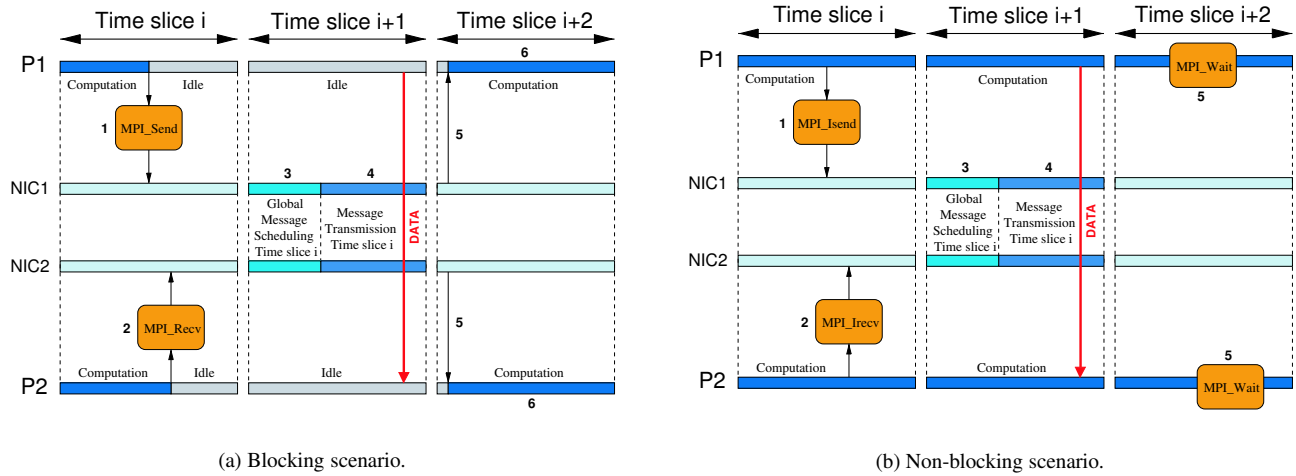 Time slice i
Time slice i+1
Time slice i+2
6
P1
Computation
Idle
Idle
Computation
1
MPI_Send
5
NIC1
3
4
Global
Message
Scheduling
Time slice i
Message
Transmission
Time slice i
DATA
NIC2
2
MPI_Recv
5
Computation
Idle
Idle
Computation
P2
6
(a) Blocking scenario.
Time slice i
Time slice i+1
Time slice i+2
P1
MPI_Wait
5
Computation
Computation
1
MPI_Isend
NIC1
3
4
Global
Message
Scheduling
Time slice i
Message
Transmission
Time slice i
DATA
NIC2
2
MPI_Irecv
Computation
Computation
5
P2
MPI_Wait
(b) Non-blocking scenario.